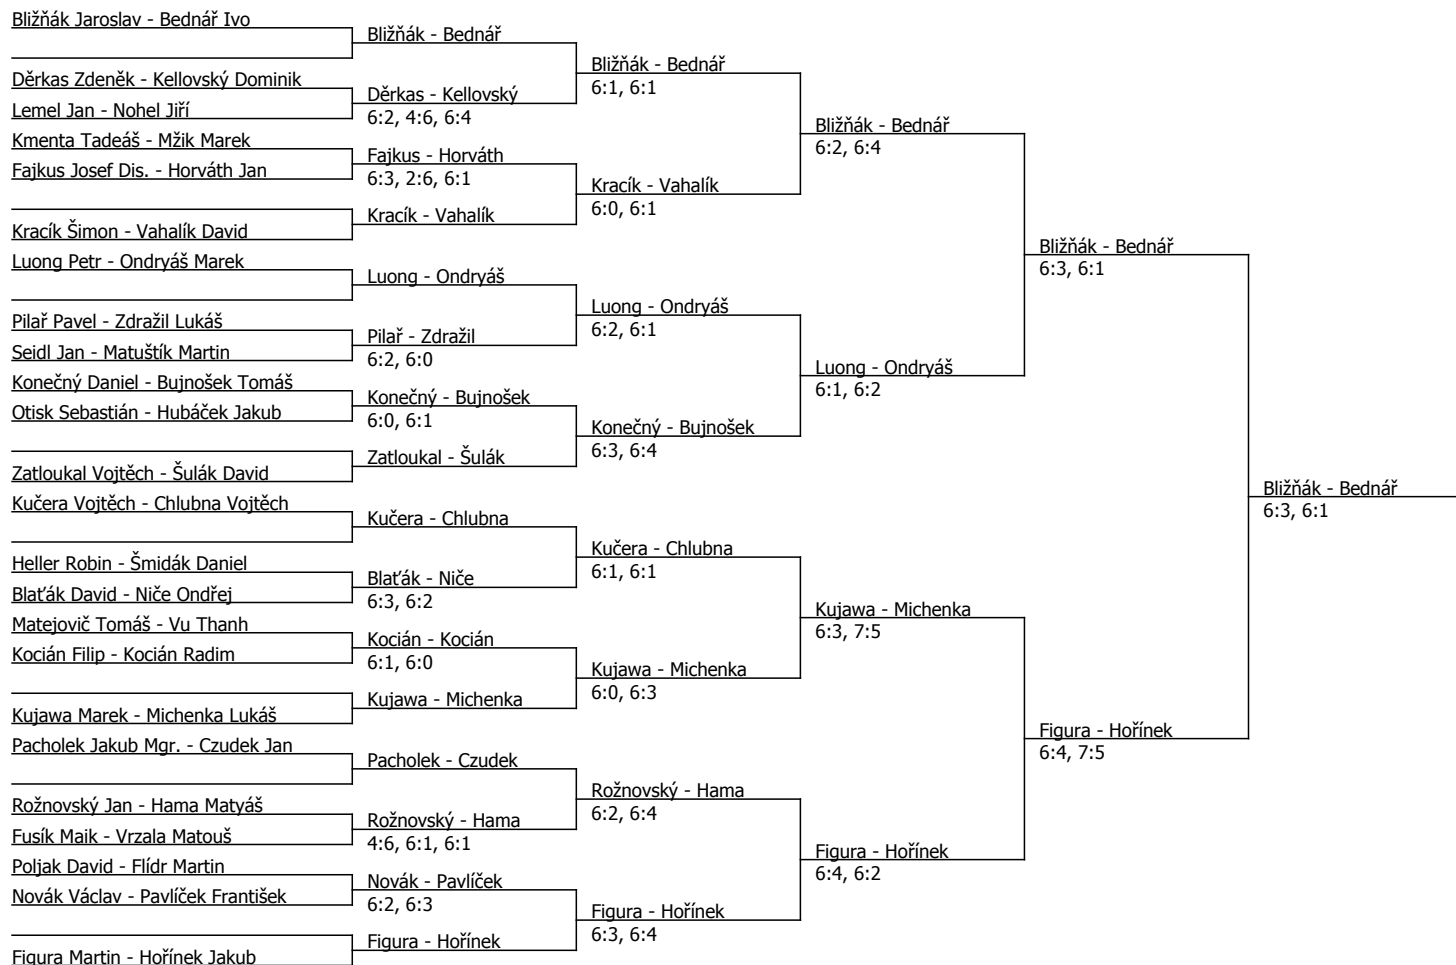 Bližňák Jaroslav - Bednář Ivo
Děrkas Zdeněk - Kellovský Dominik
Lemel Jan - Nohel Jiří
Kmenta Tadeáš - Mžik Marek
Fajkus Josef Dis. - Horváth Jan
Kracík Šimon - Vahalík David
Luong Petr - Ondryáš Marek
Pilař Pavel - Zdražil Lukáš
Seidl Jan - Matuštík Martin
Konečný Daniel - Bujnošek Tomáš
Otisk Sebastián - Hubáček Jakub
Zatloukal Vojtěch - Šulák David
Kučera Vojtěch - Chlubna Vojtěch
Heller Robin - Šmidák Daniel
Blaťák David - Niče Ondřej
Matejovič Tomáš - Vu Thanh
Kocián Filip - Kocián Radim
Kujawa Marek - Michenka Lukáš
Pacholek Jakub Mgr. - Czudek Jan
Rožnovský Jan - Hama Matyáš
Fusík Maik - Vrzala Matouš
Poljak David - Flídr Martin
Novák Václav - Pavlíček František
Figura Martin - Hořínek Jakub
Bližňák - Bednář
Děrkas - Kellovský
6:2, 4:6, 6:4
Fajkus - Horváth
6:3, 2:6, 6:1
Kracík - Vahalík
Luong - Ondryáš
Pilař - Zdražil
6:2, 6:0
Konečný - Bujnošek
6:0, 6:1
Zatloukal - Šulák
Kučera - Chlubna
Blaťák - Niče
6:3, 6:2
Kocián - Kocián
6:1, 6:0
Kujawa - Michenka
Pacholek - Czudek
Rožnovský - Hama
4:6, 6:1, 6:1
Novák - Pavlíček
6:2, 6:3
Figura - Hořínek
Bližňák - Bednář
6:1, 6:1
Kracík - Vahalík
6:0, 6:1
Luong - Ondryáš
6:2, 6:1
Konečný - Bujnošek
6:3, 6:4
Kučera - Chlubna
6:1, 6:1
Kujawa - Michenka
6:0, 6:3
Rožnovský - Hama
6:2, 6:4
Figura - Hořínek
6:3, 6:4
Bližňák - Bednář
6:2, 6:4
Luong - Ondryáš
6:1, 6:2
Kujawa - Michenka
6:3, 7:5
Figura - Hořínek
6:4, 6:2
Bližňák - Bednář
6:3, 6:1
Figura - Hořínek
6:4, 7:5
Bližňák - Bednář
6:3, 6:1